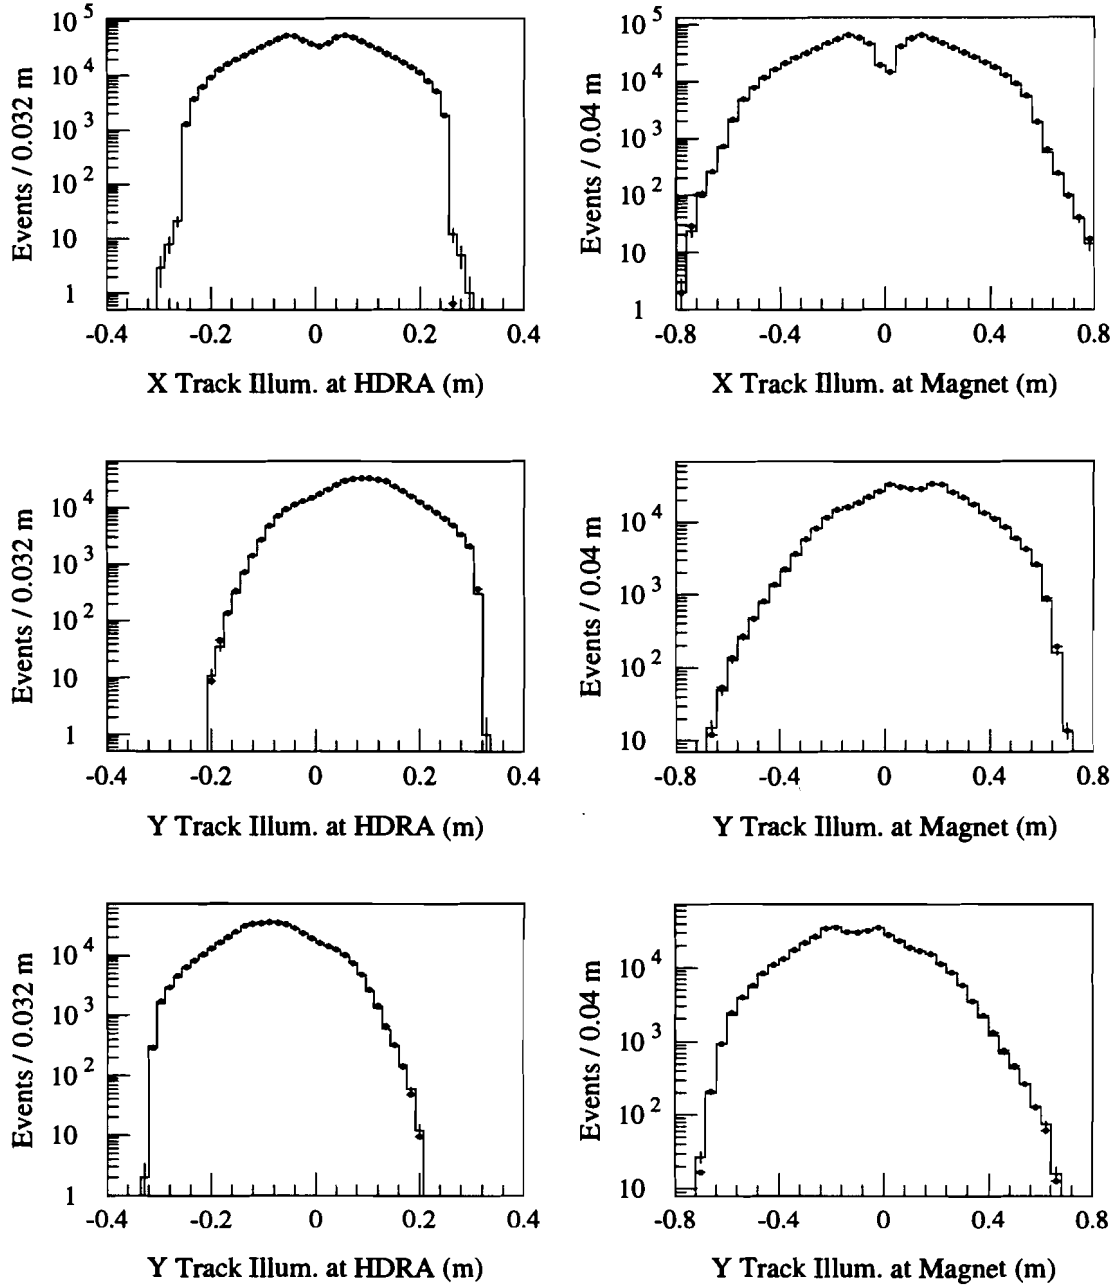 Events / 0.032 m
10^5
10^4
10^3
10^2
10
1
-0.4 -0.2 0 0.2 0.4
X Track Illum. at HDRA (m)
Events / 0.04 m
10^5
10^4
10^3
10^2
10
1
-0.8 -0.4 0 0.4 0.8
X Track Illum. at Magnet (m)
Events / 0.032 m
10^4
10^3
10^2
10
1
-0.4 -0.2 0 0.2 0.4
Y Track Illum. at HDRA (m)
Events / 0.04 m
10^4
10^3
10^2
10
-0.8 -0.4 0 0.4 0.8
Y Track Illum. at Magnet (m)
Events / 0.032 m
10^4
10^3
10^2
10
1
-0.4 -0.2 0 0.2 0.4
Y Track Illum. at HDRA (m)
Events / 0.04 m
10^4
10^3
10^2
10
-0.8 -0.4 0 0.4 0.8
Y Track Illum. at Magnet (m)